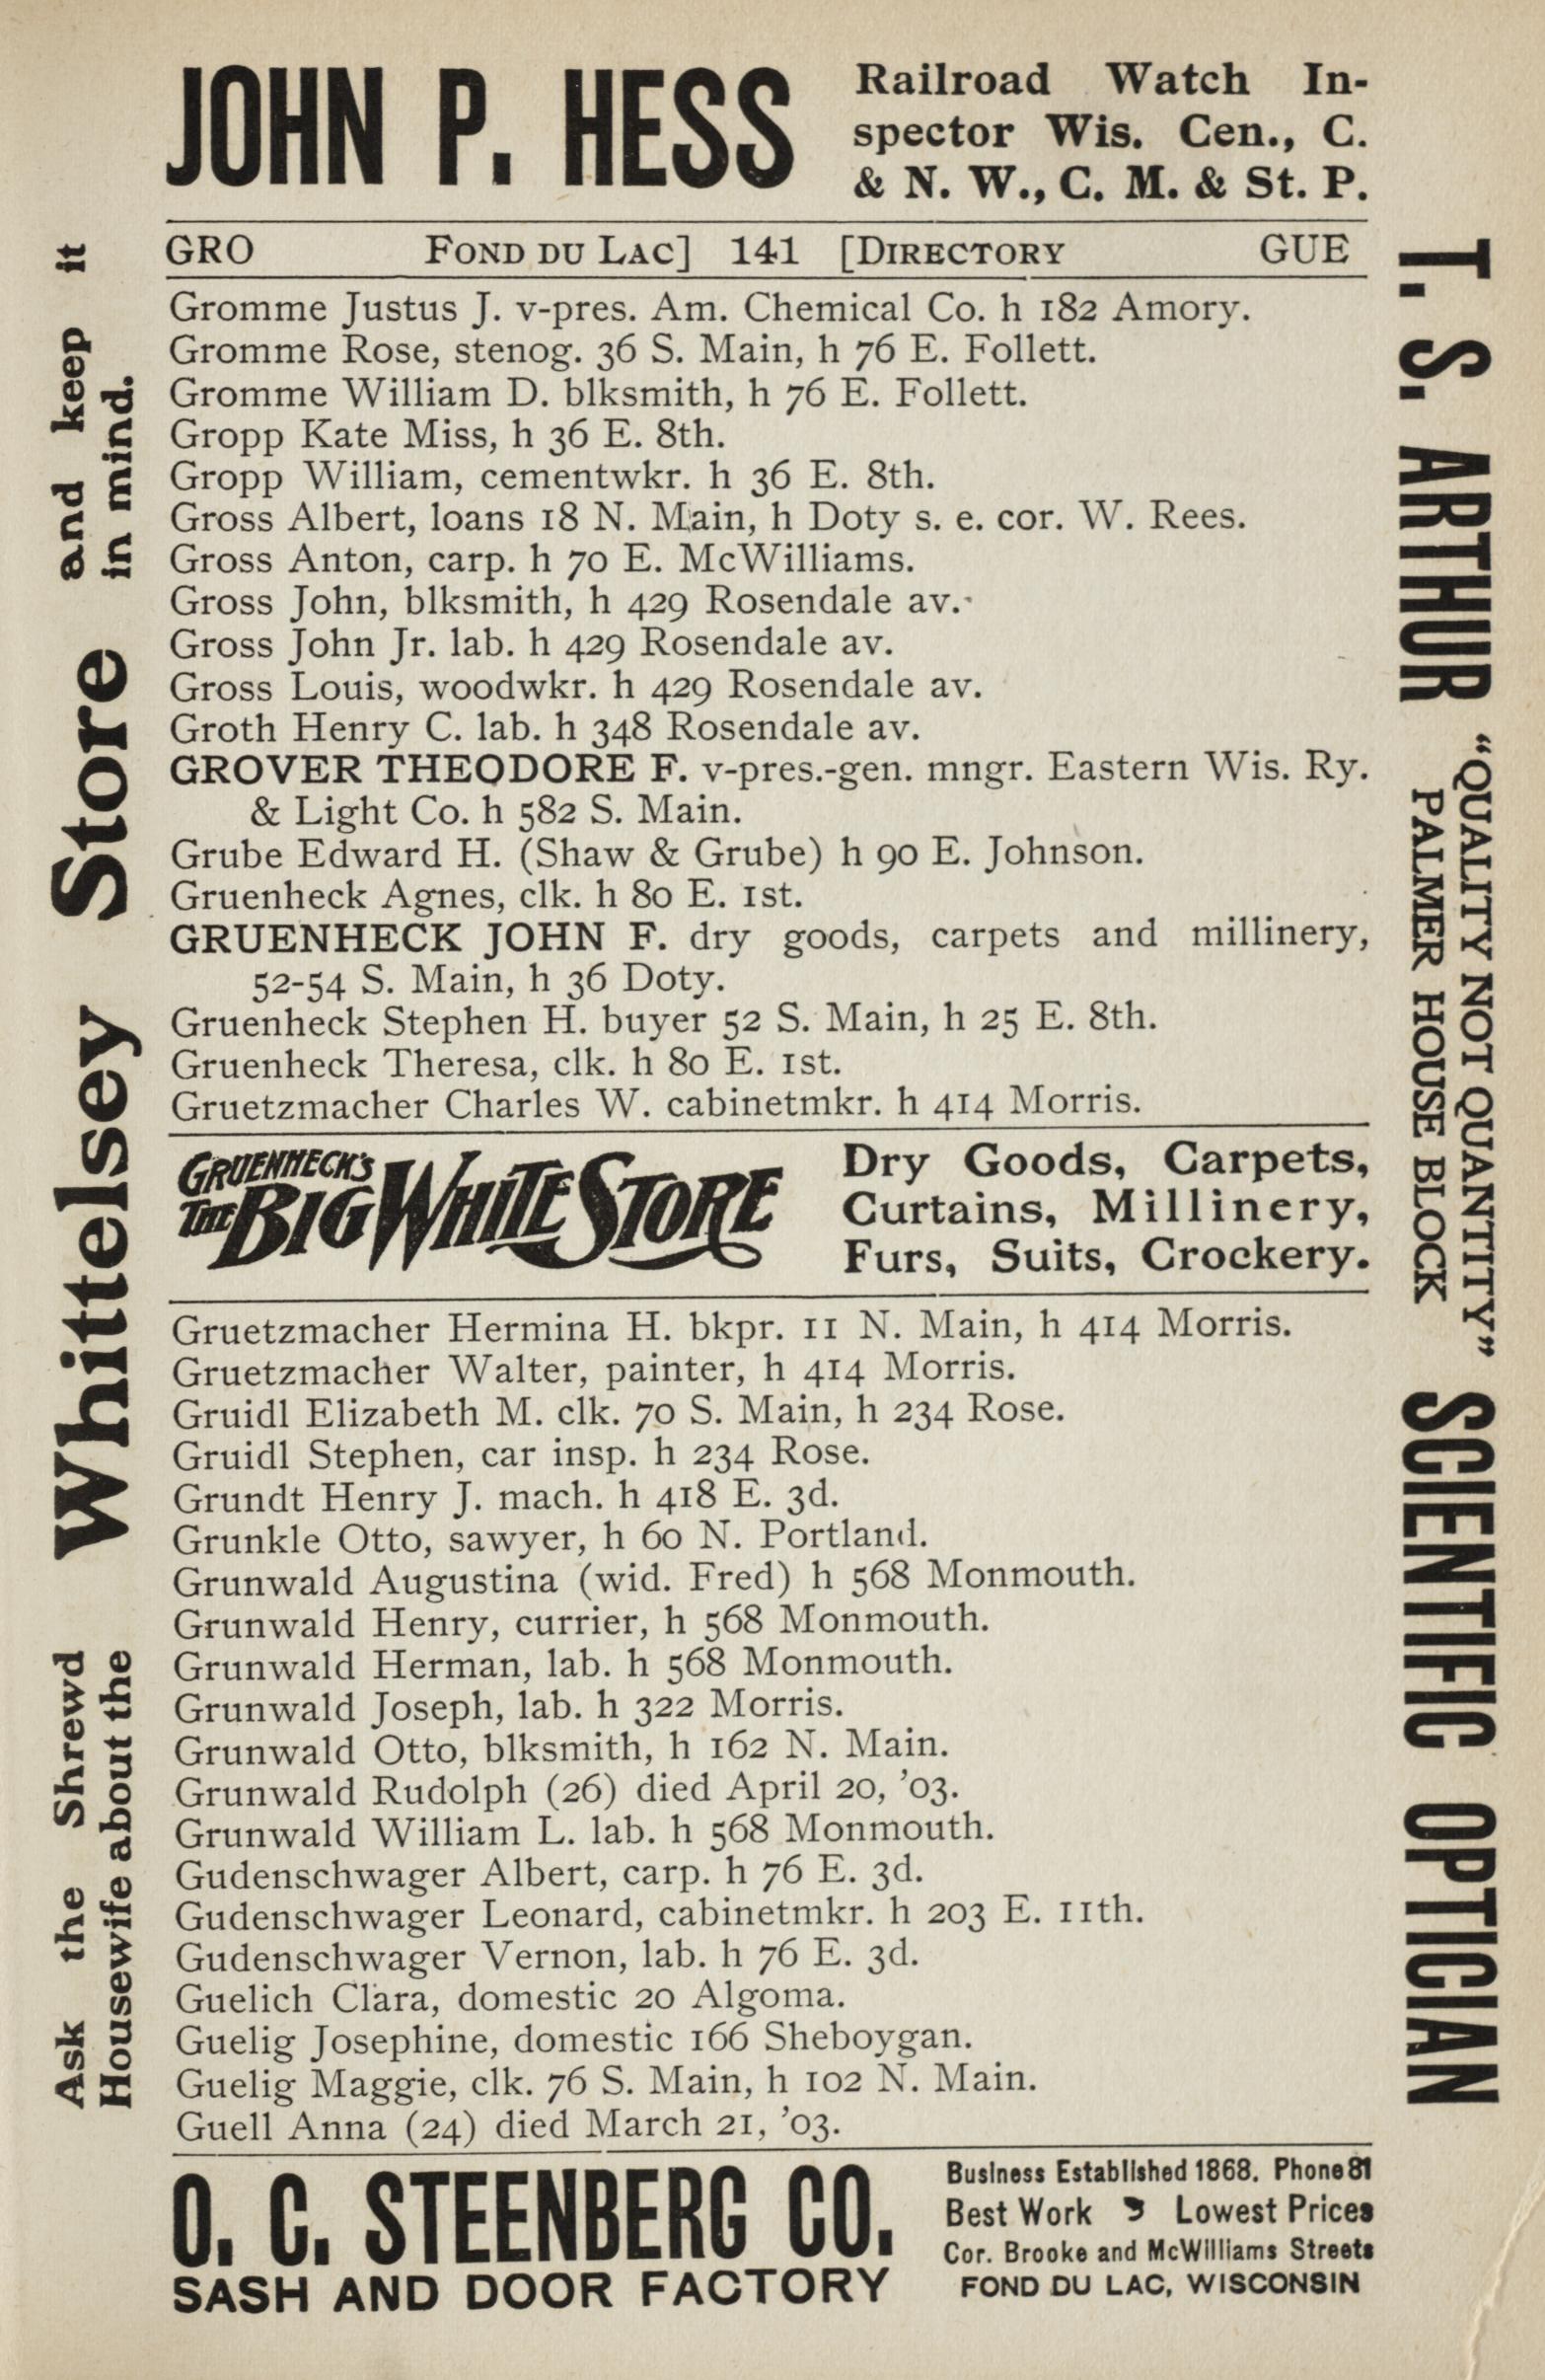 JOHN P. HESS
Railroad Watch In-
spector Wis. Cen., C.
& N. W., C. M. & St. P.
GRO FOND DU LAC] 141 [DIRECTORY GUE
Gromme Justus J. v-pres. Am. Chemical Co. h 182 Amory.
Gromme Rose, stenog. 36 S. Main, h 76 E. Follett.
Gromme William D. blksmith, h 76 E. Follett.
Gropp Kate Miss, h 36 E. 8th.
Gropp William, cementwkr. h 36 E. 8th.
Gross Albert, loans 18 N. Main, h Doty s. e. cor. W. Rees.
Gross Anton, carp. h 70 E. McWilliams.
Gross John, blksmith, h 429 Rosendale av.
Gross John Jr. lab. h 429 Rosendale av.
Gross Louis, woodwkr. h 429 Rosendale av.
Groth Henry C. lab. h 348 Rosendale av.
GROVER THEODORE F. v-pres.-gen. mngr. Eastern Wis. Ry.
& Light Co. h 582 S. Main.
Grube Edward H. (Shaw & Grube) h 90 E. Johnson.
Gruenheck Agnes, clk. h 80 E. 1st.
GRUENHECK JOHN F. dry goods, carpets and millinery,
52-54 S. Main, h 36 Doty.
Gruenheck Stephen H. buyer 52 S. Main, h 25 E. 8th.
Gruenheck Theresa, clk. h 80 E. 1st.
Gruetzmacher Charles W. cabinetmkr. h 414 Morris.
GRUENHECK'S
THE BIG WHITE STORE
Dry Goods, Carpets,
Curtains, Millinery,
Furs, Suits, Crockery.
Gruetzmacher Hermina H. bkpr. 11 N. Main, h 414 Morris.
Gruetzmacher Walter, painter, h 414 Morris.
Gruidl Elizabeth M. clk. 70 S. Main, h 234 Rose.
Gruidl Stephen, car insp. h 234 Rose.
Grundt Henry J. mach. h 418 E. 3d.
Grunkle Otto, sawyer, h 60 N. Portland.
Grunwald Augustina (wid. Fred) h 568 Monmouth.
Grunwald Henry, currier, h 568 Monmouth.
Grunwald Herman, lab. h 568 Monmouth.
Grunwald Joseph, lab. h 322 Morris.
Grunwald Otto, blksmith, h 162 N. Main.
Grunwald Rudolph (26) died April 20, '03.
Grunwald William L. lab. h 568 Monmouth.
Gudenschwager Albert, carp. h 76 E. 3d.
Gudenschwager Leonard, cabinetmkr. h 203 E. 11th.
Gudenschwager Vernon, lab. h 76 E. 3d.
Guelich Clara, domestic 20 Algoma.
Guelig Josephine, domestic 166 Sheboygan.
Guelig Maggie, clk. 76 S. Main, h 102 N. Main.
Guell Anna (24) died March 21, '03.
O. C. STEENBERG CO.
SASH AND DOOR FACTORY
Business Established 1868. Phone 81
Best Work Lowest Prices
Cor. Brooke and McWilliams Streets
FOND DU LAC, WISCONSIN
Ask the Shrewd
Housewife about the
Whittelsey Store
and keep it
in mind.
T. S. ARTHUR
"QUALITY NOT QUANTITY"
PALMER HOUSE BLOCK
SCIENTIFIC OPTICIAN